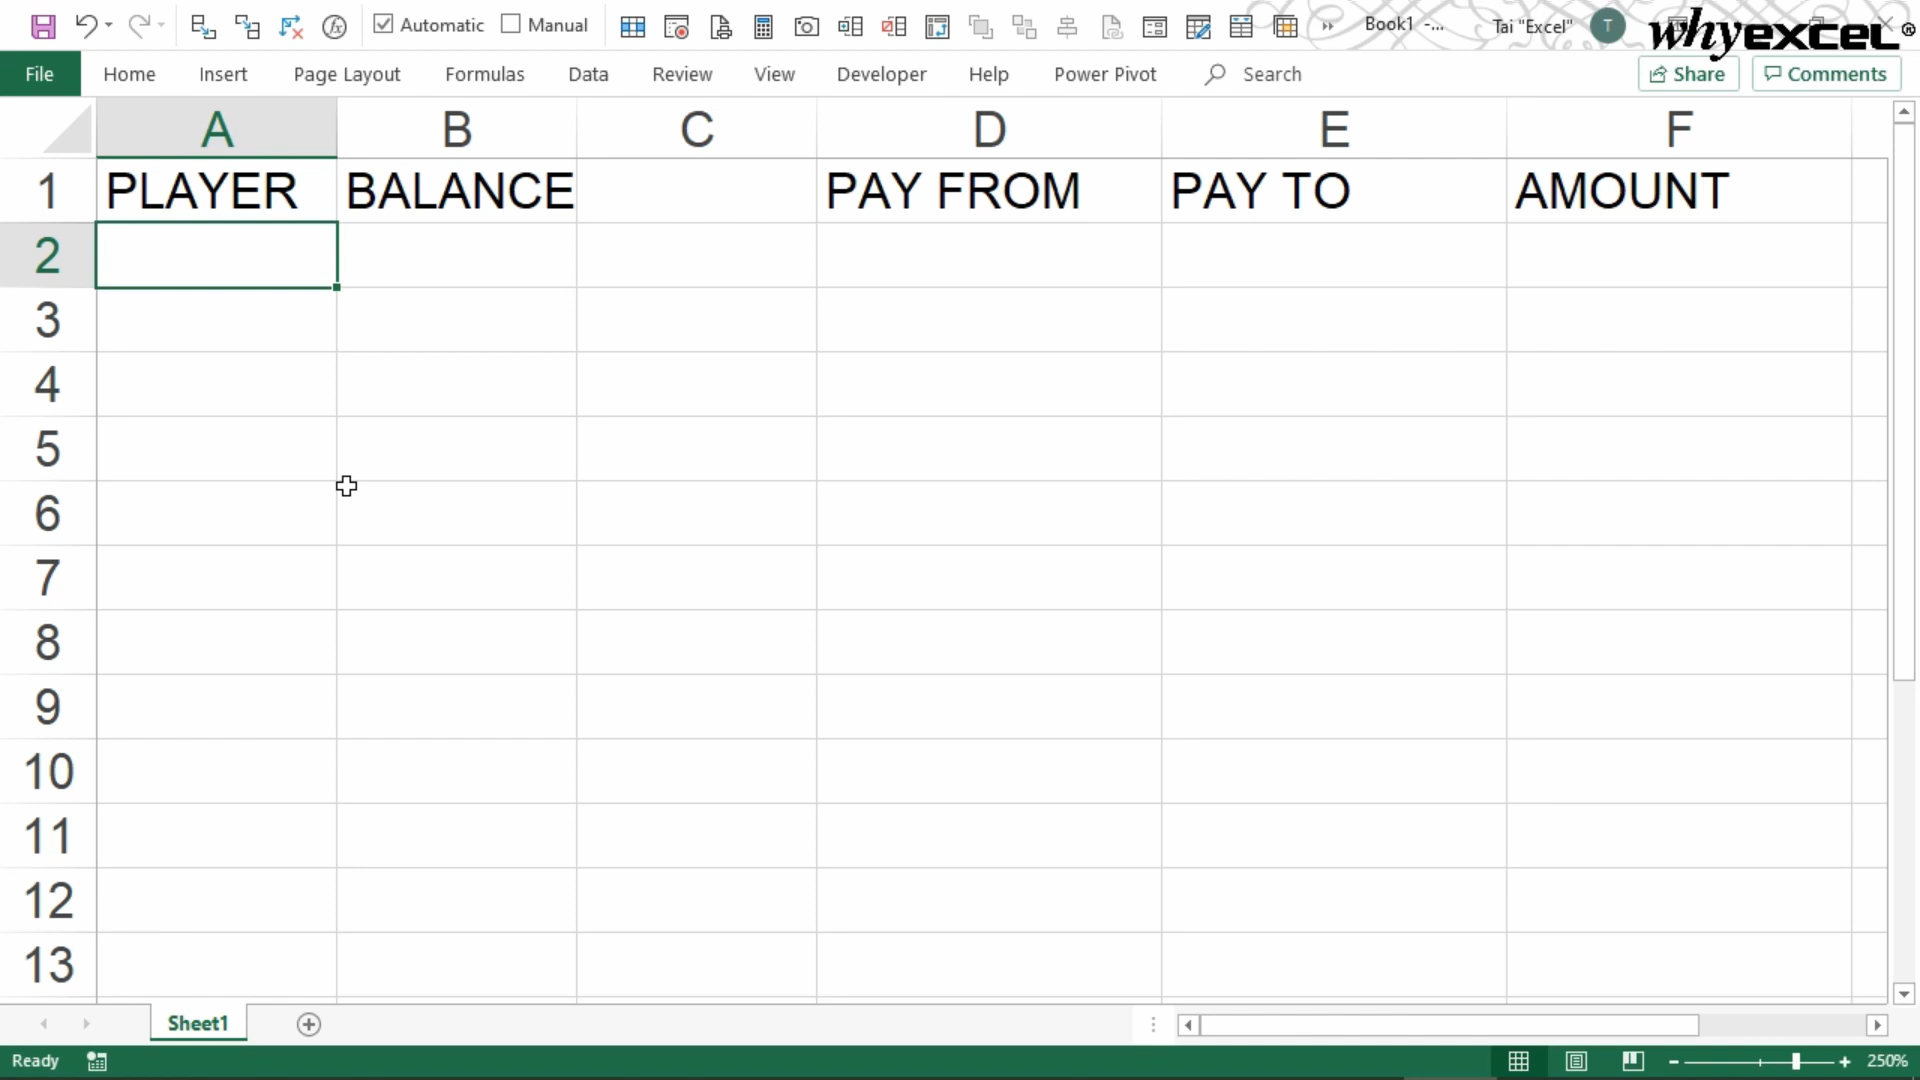 Automatic Manual Book1 -... Tai "Excel" T whyEXCEL®
File Home Insert Page Layout Formulas Data Review View Developer Help Power Pivot Search Share Comments
A B C D E F
1 PLAYER BALANCE PAY FROM PAY TO AMOUNT
2
3
4
5
6
7
8
9
10
11
12
13
Sheet1
Ready 250%